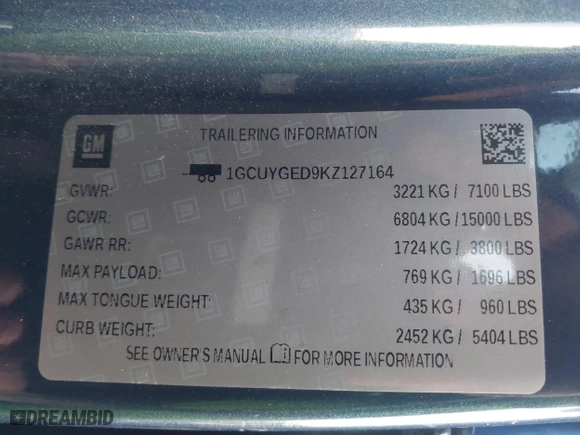 GM
TRAILERING INFORMATION
1GCUYGED9KZ127164
GVWR: 3221 KG / 7100 LBS
GCWR: 6804 KG / 15000 LBS
GAWR RR: 1724 KG / 3800 LBS
MAX PAYLOAD: 769 KG / 1696 LBS
MAX TONGUE WEIGHT: 435 KG / 960 LBS
CURB WEIGHT: 2452 KG / 5404 LBS
SEE OWNER'S MANUAL FOR MORE INFORMATION
DREAMBID